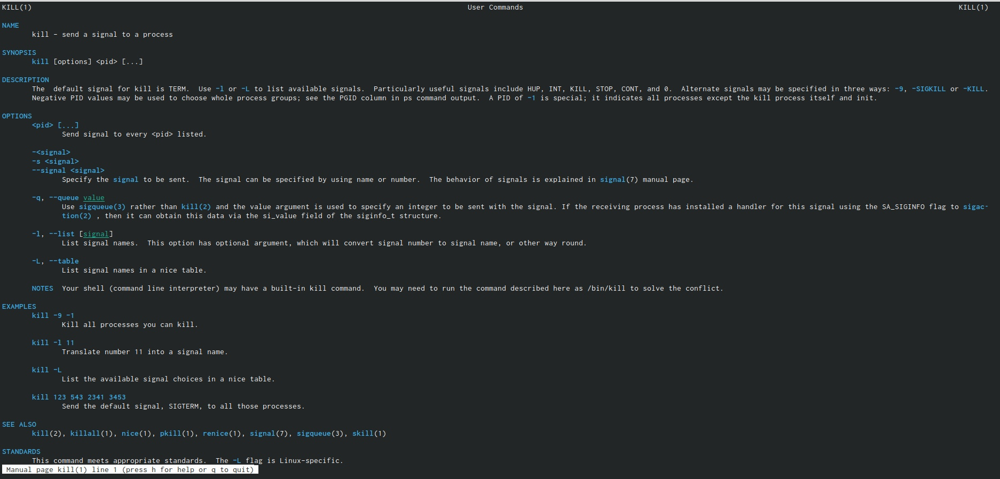 KILL(1) User Commands KILL(1)
NAME
kill - send a signal to a process
SYNOPSIS
kill [options] <pid> [...]
DESCRIPTION
The  default signal for kill is TERM.  Use -l or -L to list available signals.  Particularly useful signals include HUP, INT, KILL, STOP, CONT, and 0.  Alternate signals may be specified in three ways: -9, -SIGKILL or -KILL.
Negative PID values may be used to choose whole process groups; see the PGID column in ps command output.  A PID of -1 is special; it indicates all processes except the kill process itself and init.
OPTIONS
<pid> [...]
Send signal to every <pid> listed.
-<signal>
-s <signal>
--signal <signal>
Specify the signal to be sent.  The signal can be specified by using name or number.  The behavior of signals is explained in signal(7) manual page.
-q, --queue value
Use sigqueue(3) rather than kill(2) and the value argument is used to specify an integer to be sent with the signal. If the receiving process has installed a handler for this signal using the SA_SIGINFO flag to sigac-
tion(2) , then it can obtain this data via the si_value field of the siginfo_t structure.
-l, --list [signal]
List signal names.  This option has optional argument, which will convert signal number to signal name, or other way round.
-L, --table
List signal names in a nice table.
NOTES  Your shell (command line interpreter) may have a built-in kill command.  You may need to run the command described here as /bin/kill to solve the conflict.
EXAMPLES
kill -9 -1
Kill all processes you can kill.
kill -l 11
Translate number 11 into a signal name.
kill -L
List the available signal choices in a nice table.
kill 123 543 2341 3453
Send the default signal, SIGTERM, to all those processes.
SEE ALSO
kill(2), killall(1), nice(1), pkill(1), renice(1), signal(7), sigqueue(3), skill(1)
STANDARDS
This command meets appropriate standards.  The -L flag is Linux-specific.
Manual page kill(1) line 1 (press h for help or q to quit)